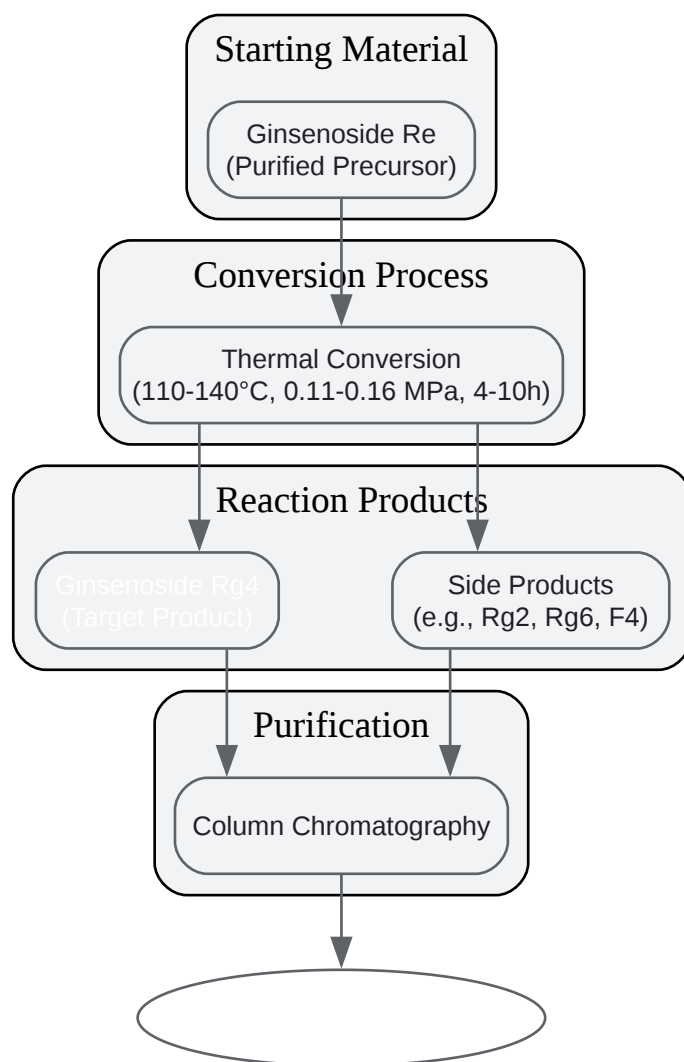 Starting Material
Ginsenoside Re
(Purified Precursor)
Conversion Process
Thermal Conversion
(110-140°C, 0.11-0.16 MPa, 4-10h)
Reaction Products
Ginsenoside Rg4
(Target Product)
Side Products
(e.g., Rg2, Rg6, F4)
Purification
Column Chromatography